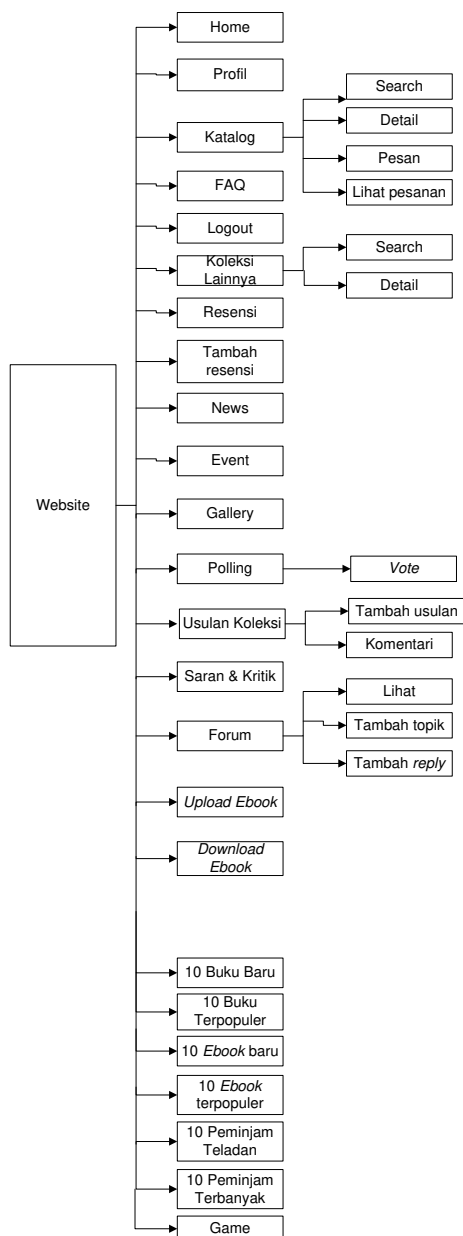 Home
Profil
Search
Katalog
Detail
Pesan
Lihat pesanan
FAQ
Logout
Koleksi
Lainnya
Search
Detail
Resensi
Tambah
resensi
News
Event
Website
Gallery
Polling
Vote
Usulan Koleksi
Tambah usulan
Komentari
Saran & Kritik
Forum
Lihat
Tambah topik
Tambah reply
Upload Ebook
Download
Ebook
10 Buku Baru
10 Buku
Terpopuler
10 Ebook baru
10 Ebook
terpopuler
10 Peminjam
Teladan
10 Peminjam
Terbanyak
Game